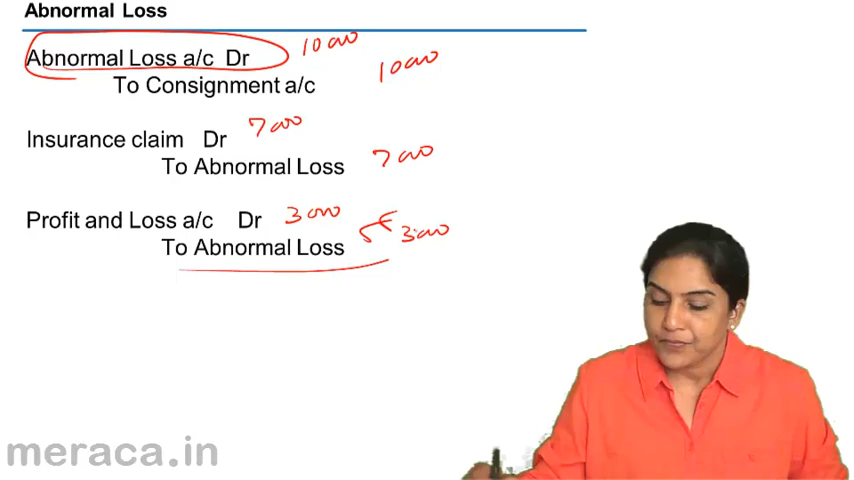 Abnormal Loss
Abnormal Loss a/c Dr 10000
To Consignment a/c 10000
Insurance claim Dr 7000
To Abnormal Loss 7000
Profit and Loss a/c Dr 3000
To Abnormal Loss 3000
meraca.in